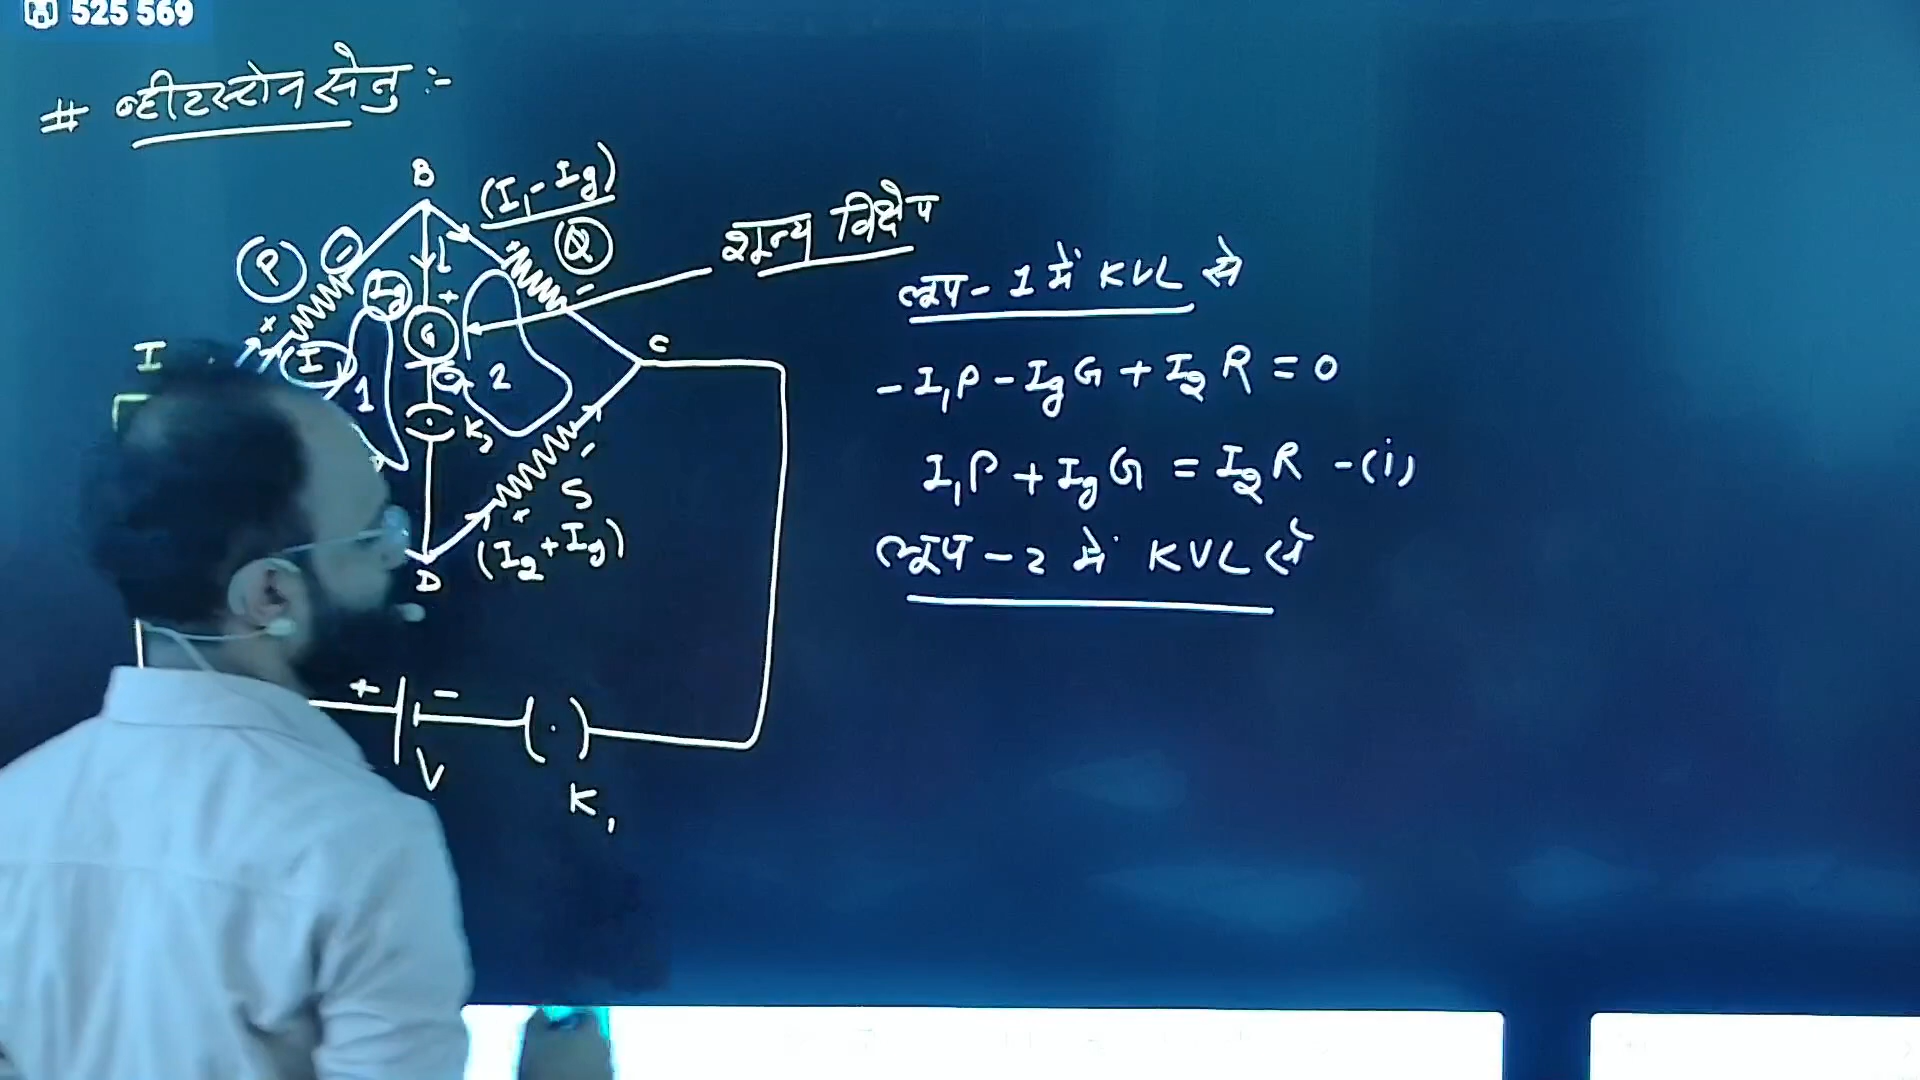 525 569
# व्हीटस्टोन सेतु :-
B
(I₁ - Ig)
P
Q
शून्य विक्षेप
Ig
+
-
G
I
1
2
C
K₂
S
(I₂ + Ig)
D
+ -
V
K₁
लूप - 1 में KVL से
- I₁P - IgG + I₂R = 0
I₁P + IgG = I₂R -(i)
लूप - 2 में KVL से